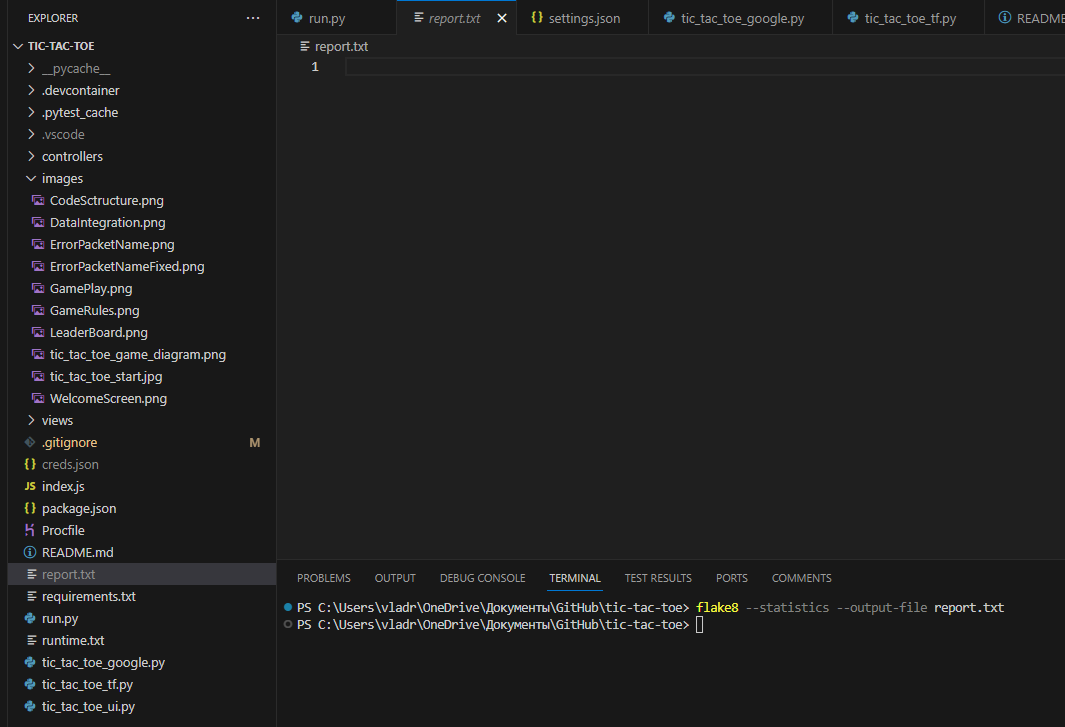 EXPLORER
TIC-TAC-TOE
__pycache__
.devcontainer
.pytest_cache
.vscode
controllers
images
CodeSctructure.png
DataIntegration.png
ErrorPacketName.png
ErrorPacketNameFixed.png
GamePlay.png
GameRules.png
LeaderBoard.png
tic_tac_toe_game_diagram.png
tic_tac_toe_start.jpg
WelcomeScreen.png
views
.gitignore M
{} creds.json
JS index.js
{} package.json
Procfile
README.md
report.txt
requirements.txt
run.py
runtime.txt
tic_tac_toe_google.py
tic_tac_toe_tf.py
tic_tac_toe_ui.py
run.py report.txt {} settings.json tic_tac_toe_google.py tic_tac_toe_tf.py README
report.txt
1
PROBLEMS OUTPUT DEBUG CONSOLE TERMINAL TEST RESULTS PORTS COMMENTS
PS C:\Users\vladr\OneDrive\Документы\GitHub\tic-tac-toe> flake8 --statistics --output-file report.txt
PS C:\Users\vladr\OneDrive\Документы\GitHub\tic-tac-toe>